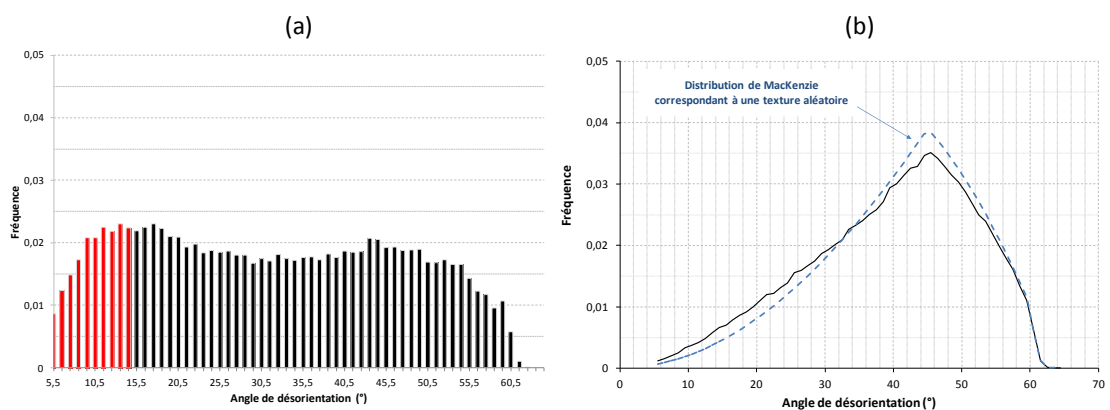 (a)
0,05
0,04
0,03
0,02
0,01
0
Fréquence
5,5 10,5 15,5 20,5 25,5 30,5 35,5 40,5 45,5 50,5 55,5 60,5
Angle de désorientation (°)
(b)
0,05
0,04
0,03
0,02
0,01
0
Fréquence
Distribution de MacKenzie
correspondant à une texture aléatoire
0 10 20 30 40 50 60 70
Angle de désorientation (°)